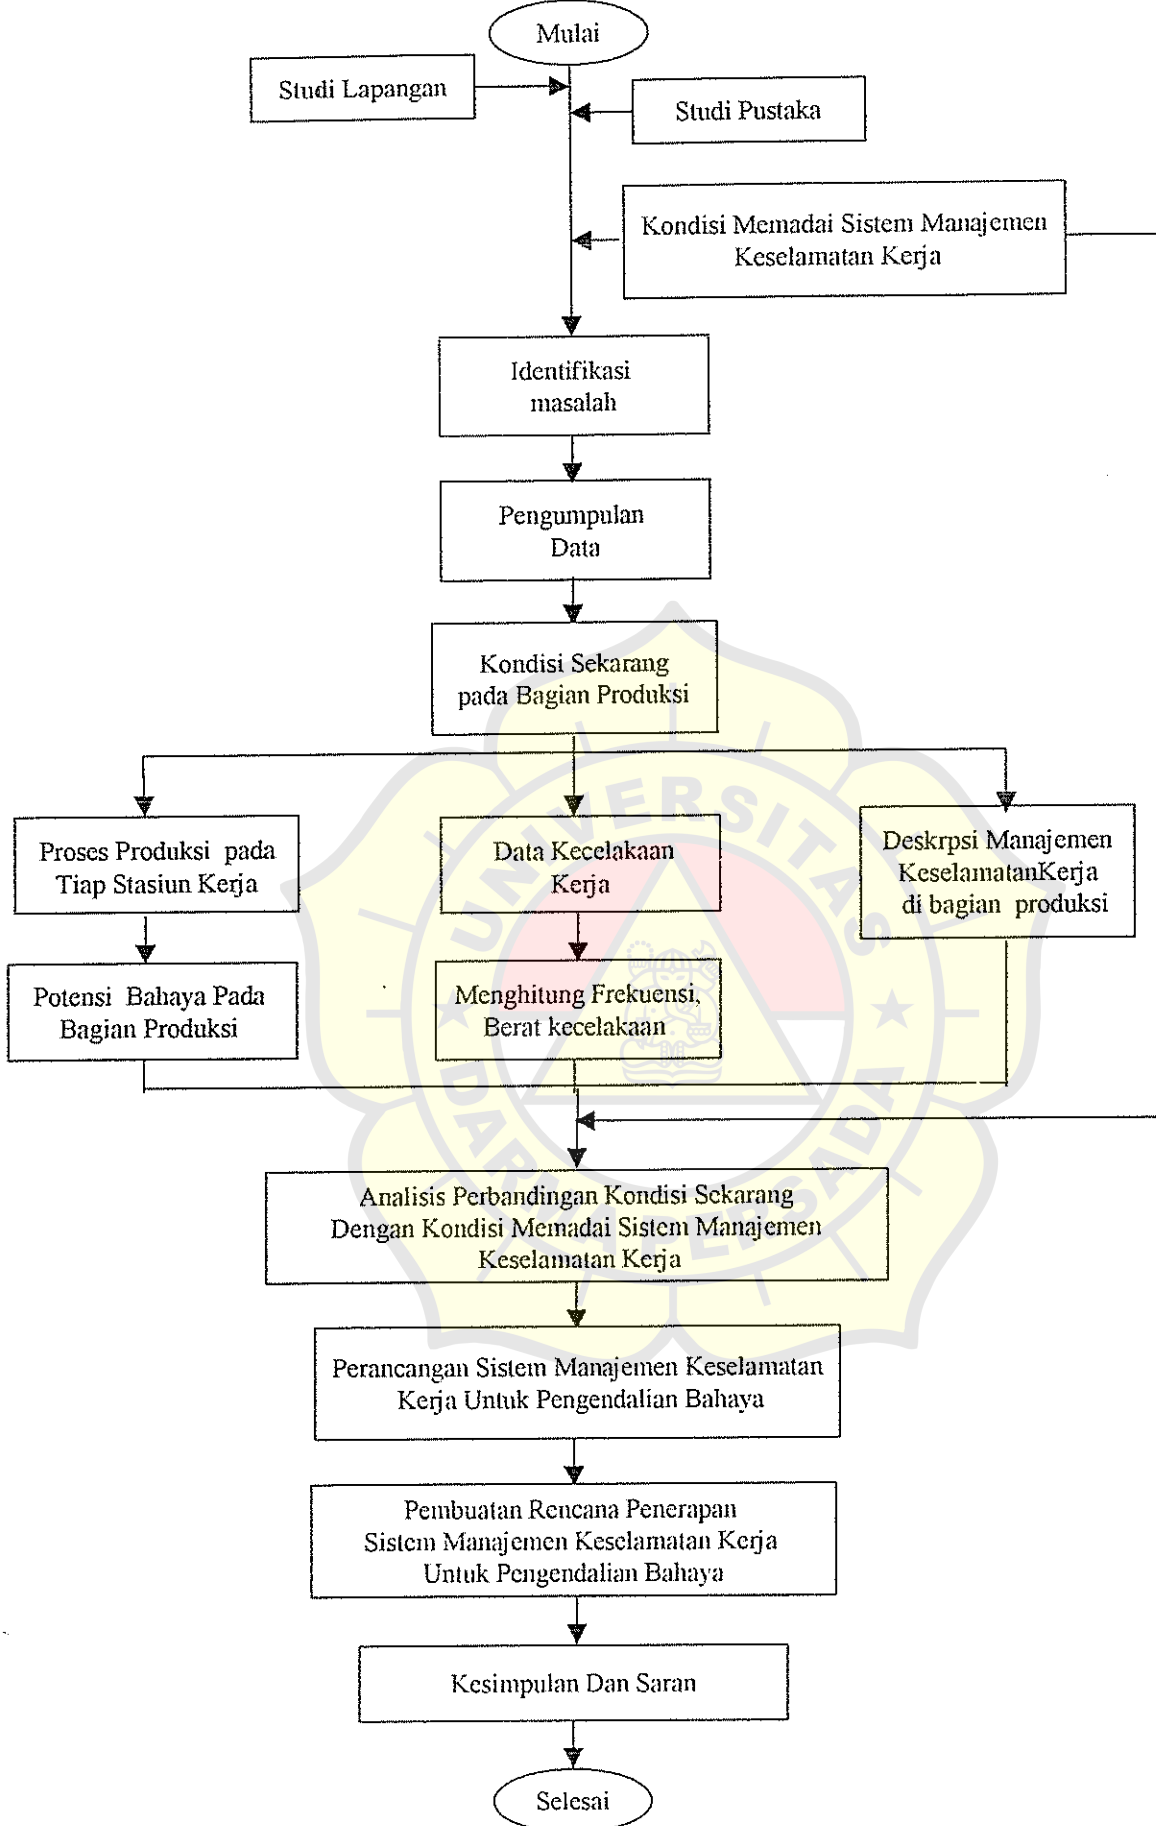 Mulai
Studi Lapangan
Studi Pustaka
Kondisi Memadai Sistem Manajemen
Keselamatan Kerja
Identifikasi
masalah
Pengumpulan
Data
Kondisi Sekarang
pada Bagian Produksi
Proses Produksi pada
Tiap Stasiun Kerja
Data Kecelakaan
Kerja
Deskrpsi Manajemen
KeselamatanKerja
di bagian produksi
Potensi Bahaya Pada
Bagian Produksi
Menghitung Frekuensi,
Berat kecelakaan
Analisis Perbandingan Kondisi Sekarang
Dengan Kondisi Memadai Sistem Manajemen
Keselamatan Kerja
Perancangan Sistem Manajemen Keselamatan
Kerja Untuk Pengendalian Bahaya
Pembuatan Rencana Penerapan
Sistem Manajemen Keselamatan Kerja
Untuk Pengendalian Bahaya
Kesimpulan Dan Saran
Selesai
UNIVERSITAS
DARMA PERSADA